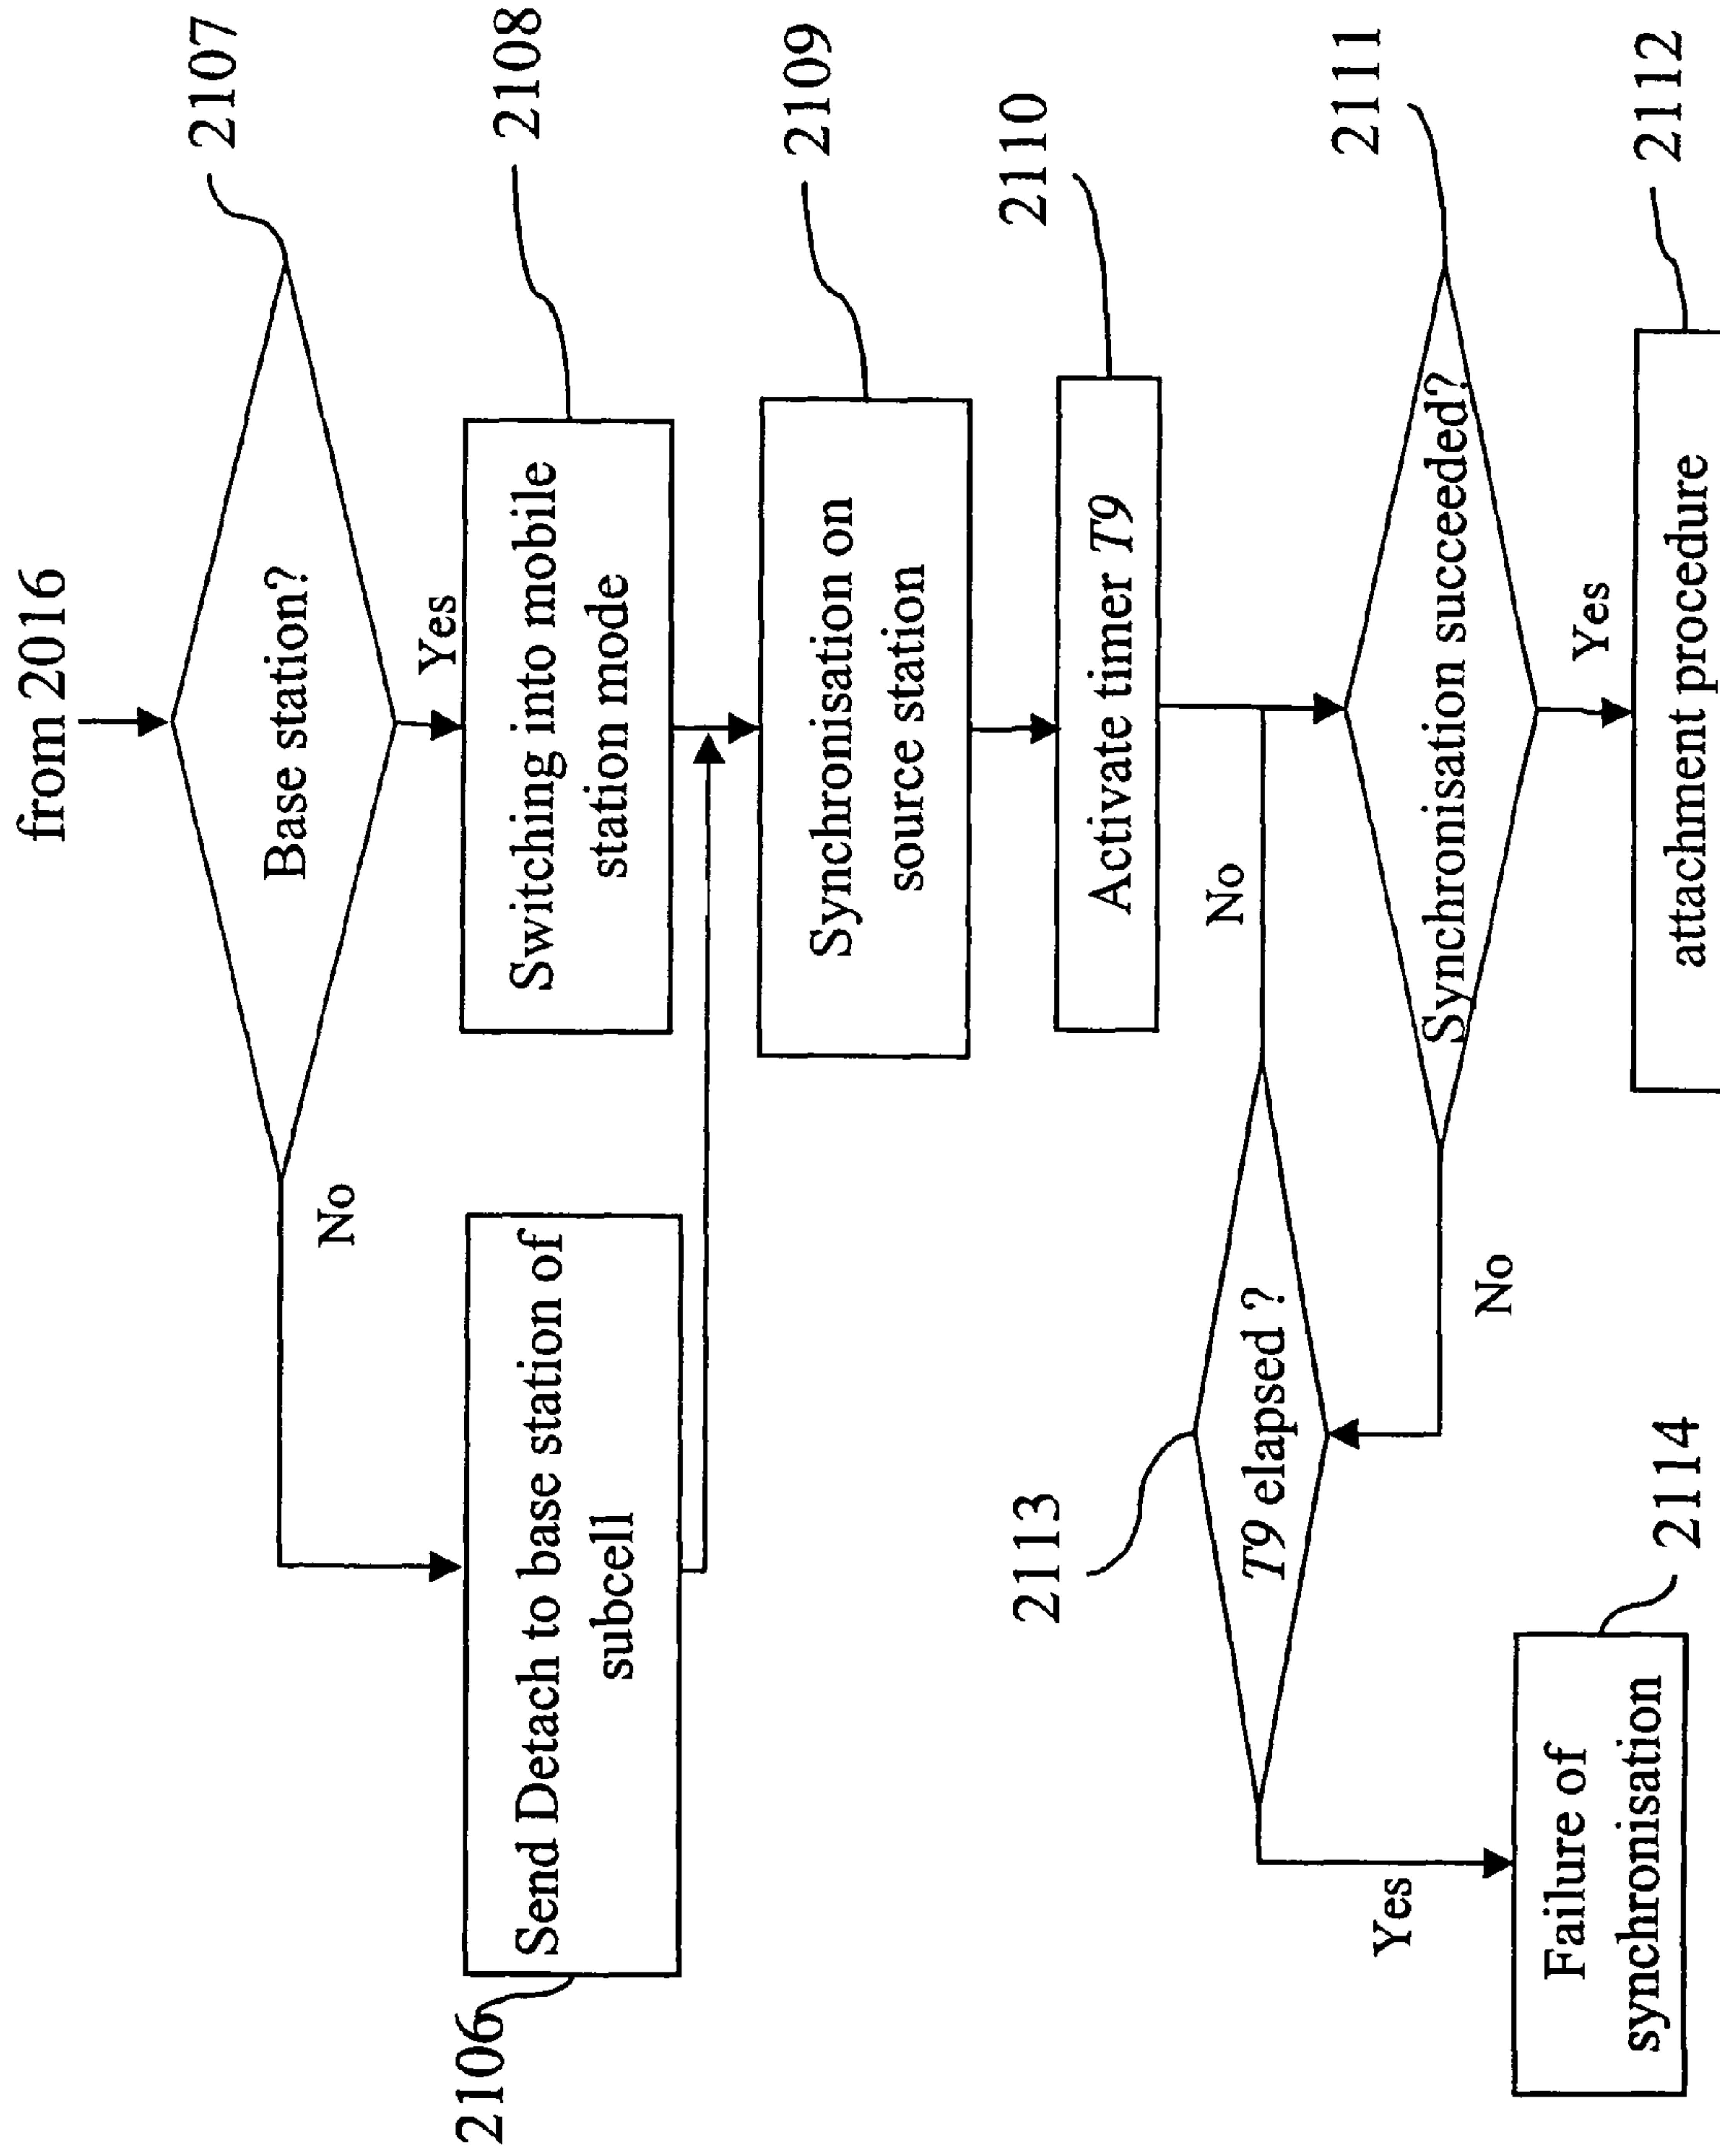 from 2016
2107
Base station?
No
Yes
2108
Switching into mobile
station mode
2106
Send Detach to base station of
subcell
2109
Synchronisation on
source station
2110
Activate timer T9
No
2113
T9 elapsed ?
2111
Synchronisation succeeded?
Yes
No
Yes
2114
Failure of
synchronisation
2112
attachment procedure